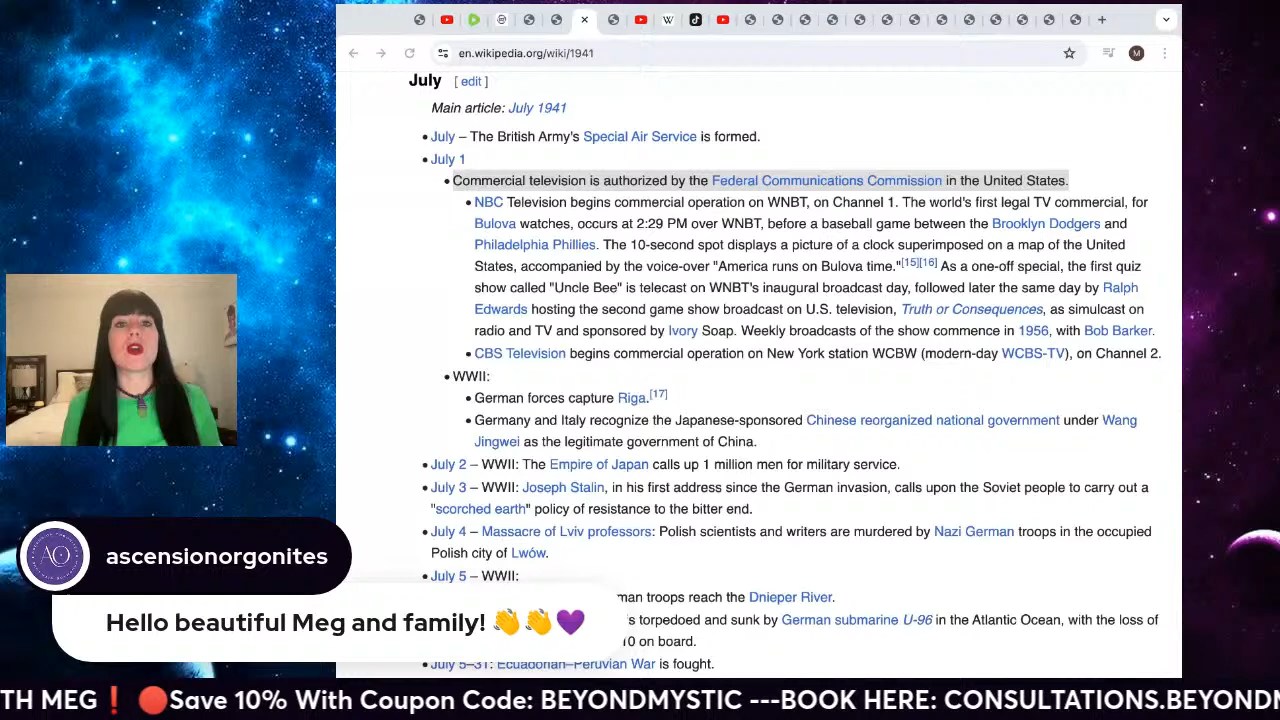 en.wikipedia.org/wiki/1941
M
July [ edit ]
Main article: July 1941
July – The British Army's Special Air Service is formed.
July 1
Commercial television is authorized by the Federal Communications Commission in the United States.
NBC Television begins commercial operation on WNBT, on Channel 1. The world's first legal TV commercial, for
Bulova watches, occurs at 2:29 PM over WNBT, before a baseball game between the Brooklyn Dodgers and
Philadelphia Phillies. The 10-second spot displays a picture of a clock superimposed on a map of the United
States, accompanied by the voice-over "America runs on Bulova time."[15][16] As a one-off special, the first quiz
show called "Uncle Bee" is telecast on WNBT's inaugural broadcast day, followed later the same day by Ralph
Edwards hosting the second game show broadcast on U.S. television, Truth or Consequences, as simulcast on
radio and TV and sponsored by Ivory Soap. Weekly broadcasts of the show commence in 1956, with Bob Barker.
CBS Television begins commercial operation on New York station WCBW (modern-day WCBS-TV), on Channel 2.
WWII:
German forces capture Riga.[17]
Germany and Italy recognize the Japanese-sponsored Chinese reorganized national government under Wang
Jingwei as the legitimate government of China.
July 2 – WWII: The Empire of Japan calls up 1 million men for military service.
July 3 – WWII: Joseph Stalin, in his first address since the German invasion, calls upon the Soviet people to carry out a
"scorched earth" policy of resistance to the bitter end.
July 4 – Massacre of Lviv professors: Polish scientists and writers are murdered by Nazi German troops in the occupied
Polish city of Lwów.
July 5 – WWII:
man troops reach the Dnieper River.
's torpedoed and sunk by German submarine U-96 in the Atlantic Ocean, with the loss of
10 on board.
July 5–31: Ecuadorian–Peruvian War is fought.
AO
ascensionorgonites
Hello beautiful Meg and family! 👋👋💜
TH MEG❗ 🔴Save 10% With Coupon Code: BEYONDMYSTIC ---BOOK HERE: CONSULTATIONS.BEYONDM